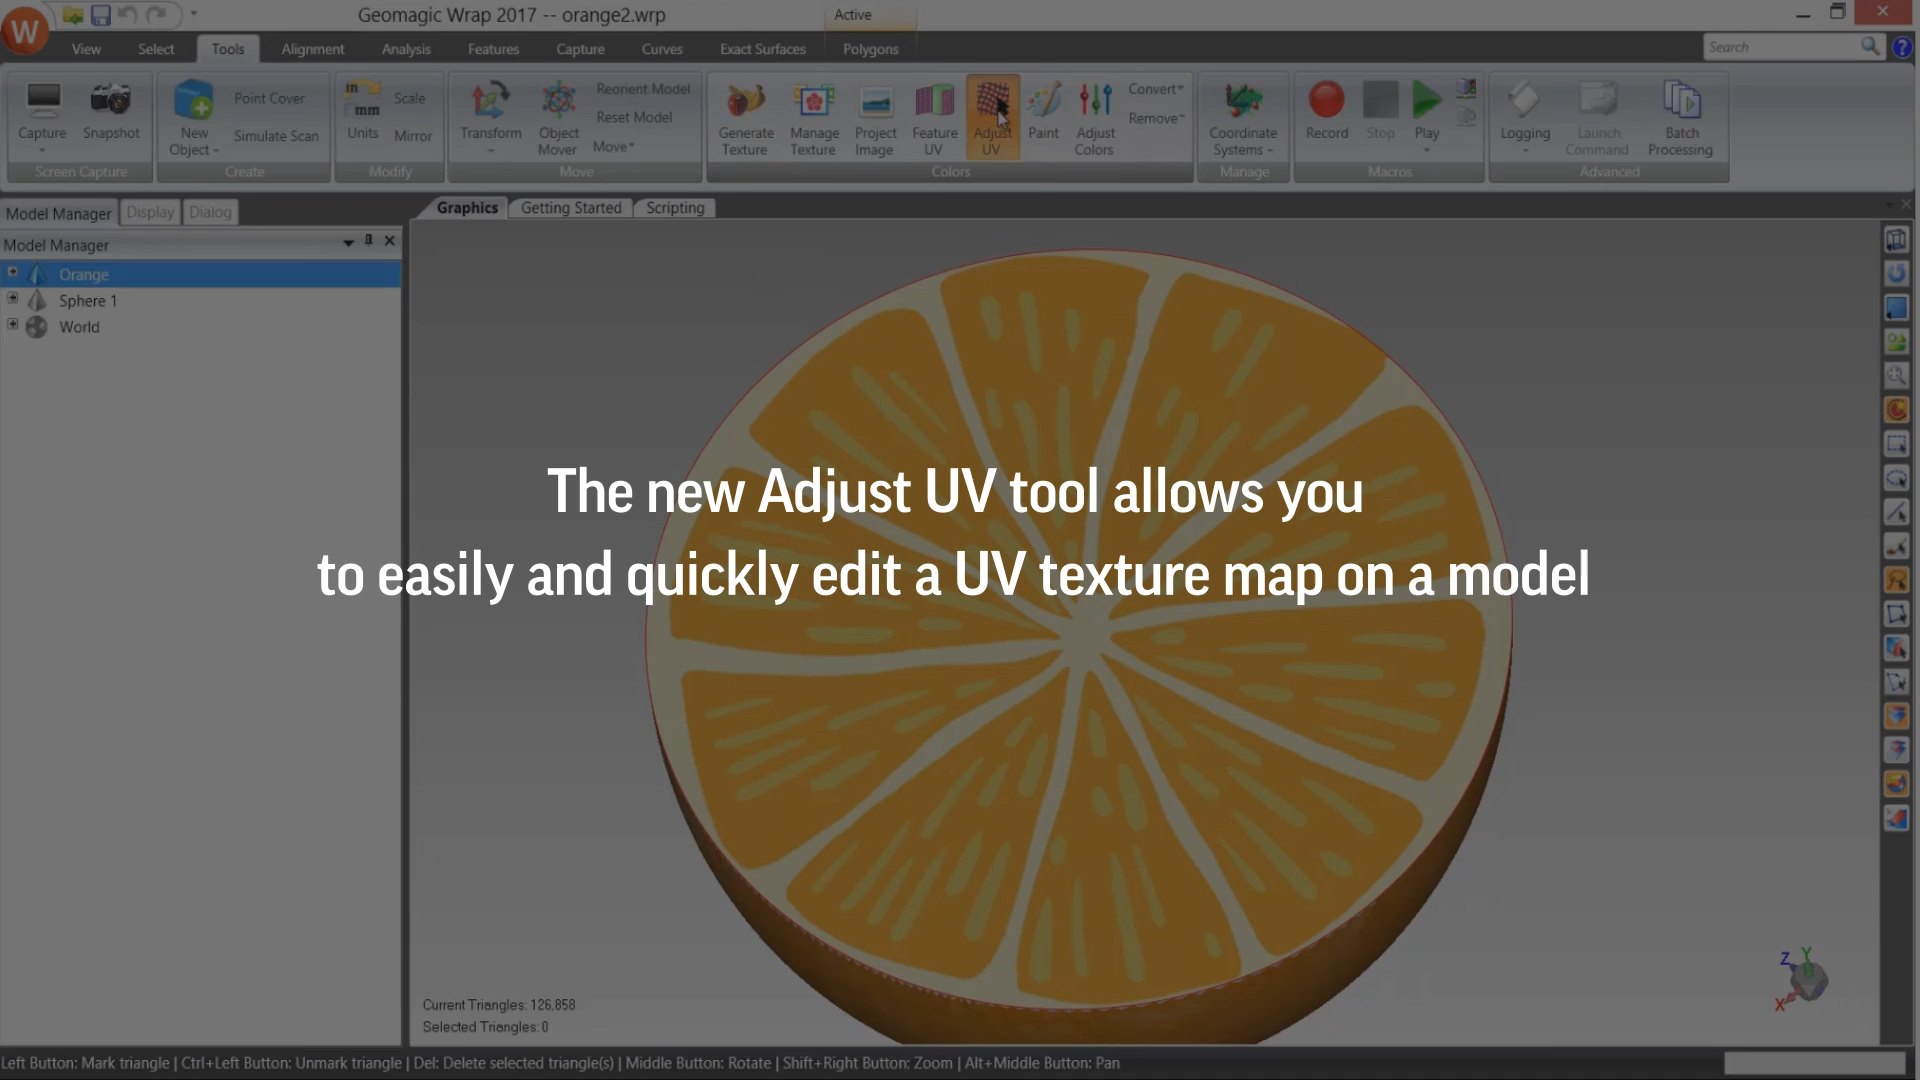 W
Geomagic Wrap 2017 -- orange2.wrp
Active
View Select Tools Alignment Analysis Features Capture Curves Exact Surfaces Polygons
Search
?
Capture Snapshot
Screen Capture
New Object
Point Cover
Simulate Scan
Create
in mm
Units
Scale
Mirror
Modify
Transform
Object Mover
Reorient Model
Reset Model
Move
Move
Generate Texture
Manage Texture
Project Image
Feature UV
Adjust UV
Paint
Adjust Colors
Convert
Remove
Colors
Coordinate Systems
Manage
Record Stop Play
Macros
Logging
Launch Command
Batch Processing
Advanced
Model Manager Display Dialog
Graphics Getting Started Scripting
Model Manager
Orange
Sphere 1
World
The new Adjust UV tool allows you
to easily and quickly edit a UV texture map on a model
Z Y
X
Current Triangles: 126,858
Selected Triangles: 0
Left Button: Mark triangle | Ctrl+Left Button: Unmark triangle | Del: Delete selected triangle(s) | Middle Button: Rotate | Shift+Right Button: Zoom | Alt+Middle Button: Pan